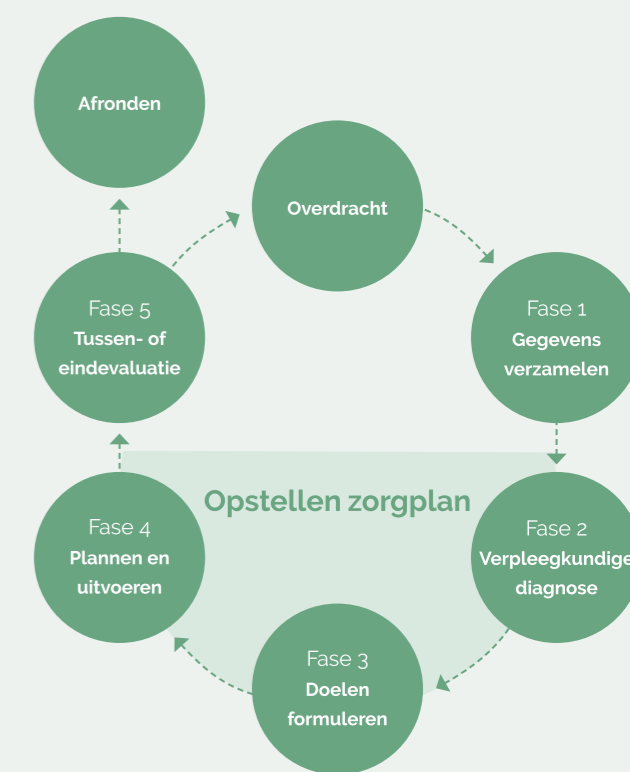 Afronden
Overdracht
Fase 1
Gegevens
verzamelen
Fase 5
Tussen- of
eindevaluatie
Opstellen zorgplan
Fase 2
Verpleegkundige
diagnose
Fase 4
Plannen en
uitvoeren
Fase 3
Doelen
formuleren